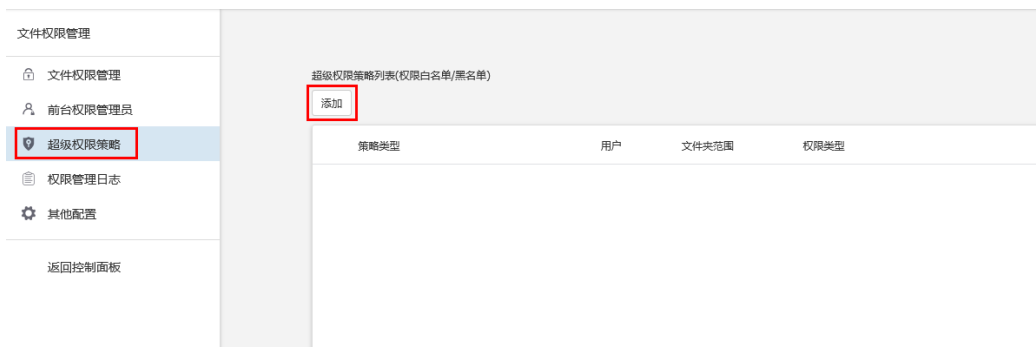 文件权限管理
文件权限管理
前台权限管理员
超级权限策略
权限管理日志
其他配置
返回控制面板
超级权限策略列表(权限白名单/黑名单)
添加
策略类型 用户 文件夹范围 权限类型